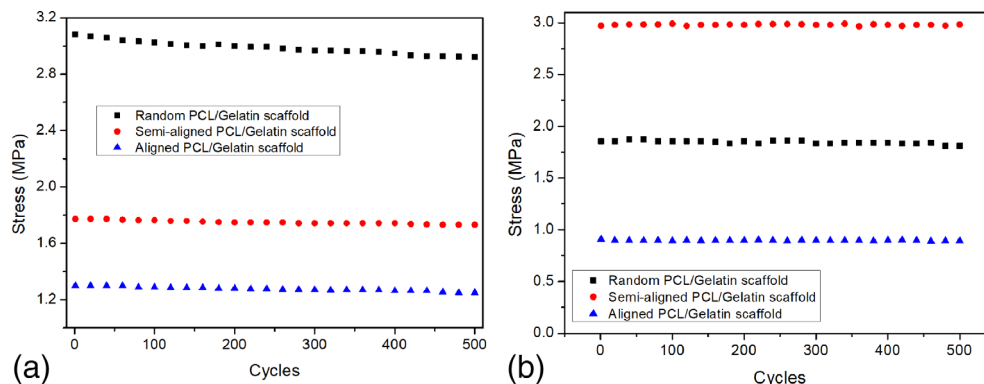 3.2
2.8
2.4
2.0
1.6
1.2
Stress (MPa)
Random PCL/Gelatin scaffold
Semi-aligned PCL/Gelatin scaffold
Aligned PCL/Gelatin scaffold
0 100 200 300 400 500
Cycles
(a)
3.0
2.5
2.0
1.5
1.0
0.5
0.0
Stress (MPa)
Random PCL/Gelatin scaffold
Semi-aligned PCL/Gelatin scaffold
Aligned PCL/Gelatin scaffold
0 100 200 300 400 500
Cycles
(b)